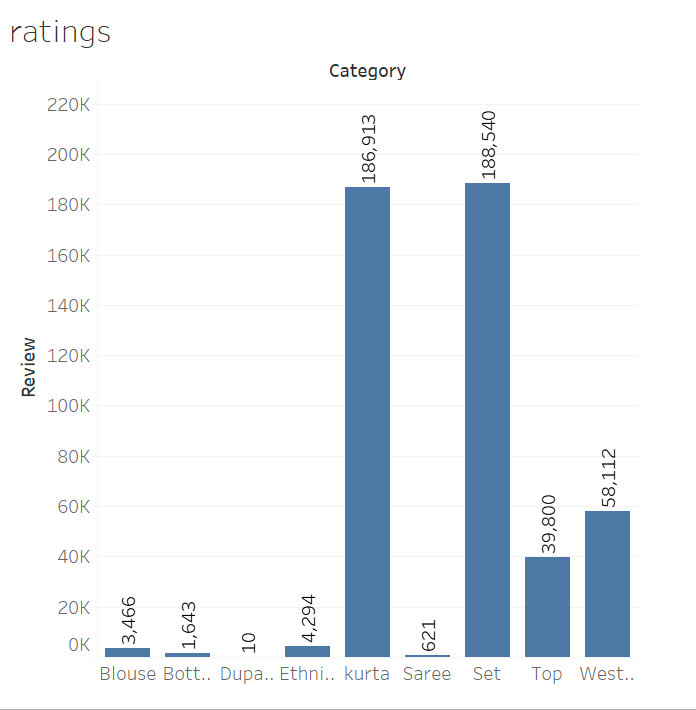 ratings
Category
220K
200K
180K
160K
140K
120K
100K
80K
60K
40K
20K
0K
Review
3,466
1,643
10
4,294
186,913
621
188,540
39,800
58,112
Blouse Bott.. Dupa.. Ethni.. kurta Saree Set Top West..